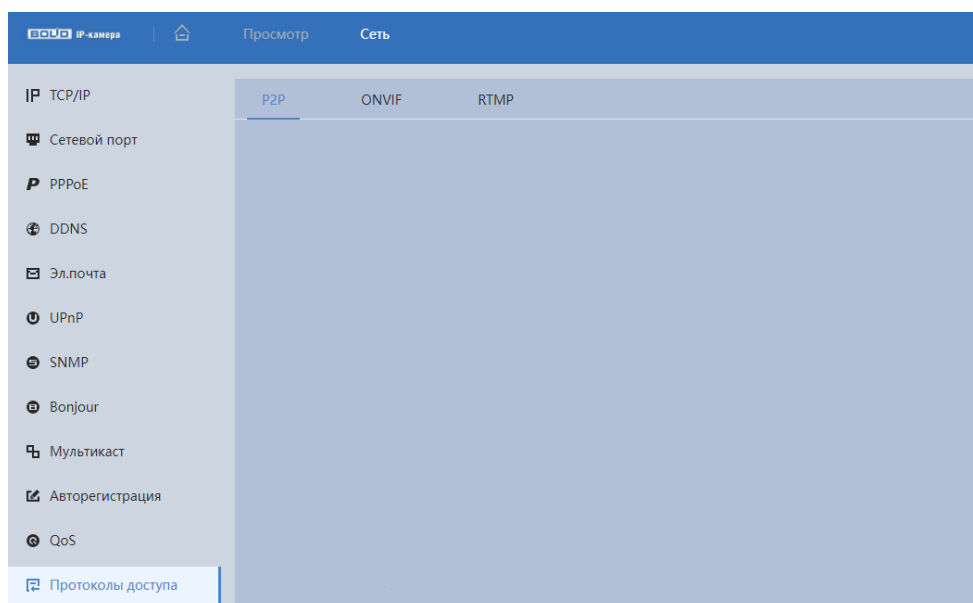 BOLID IP-камера Просмотр Сеть
P2P ONVIF RTMP
IP TCP/IP
Сетевой порт
P PPPoE
DDNS
Эл.почта
UPnP
SNMP
Bonjour
Мультикаст
Авторегистрация
QoS
Протоколы доступа